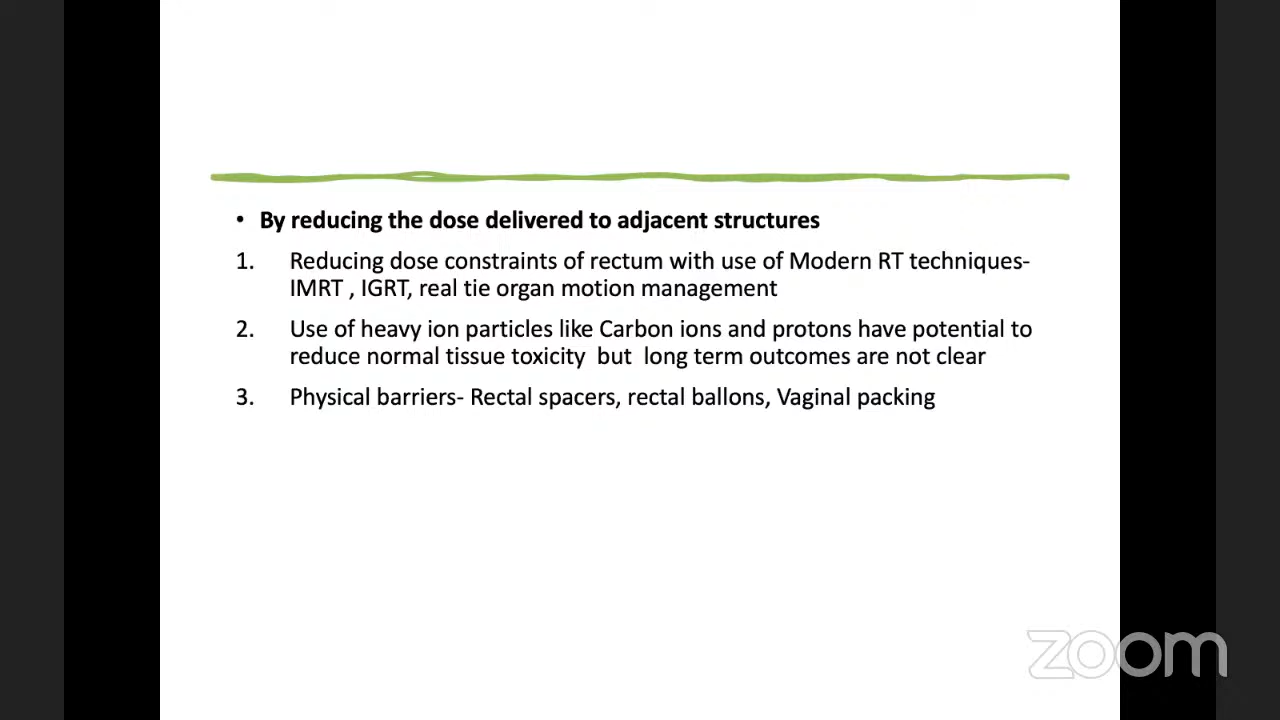 • By reducing the dose delivered to adjacent structures
1. Reducing dose constraints of rectum with use of Modern RT techniques-
IMRT , IGRT, real tie organ motion management
2. Use of heavy ion particles like Carbon ions and protons have potential to
reduce normal tissue toxicity but long term outcomes are not clear
3. Physical barriers- Rectal spacers, rectal ballons, Vaginal packing
zoom